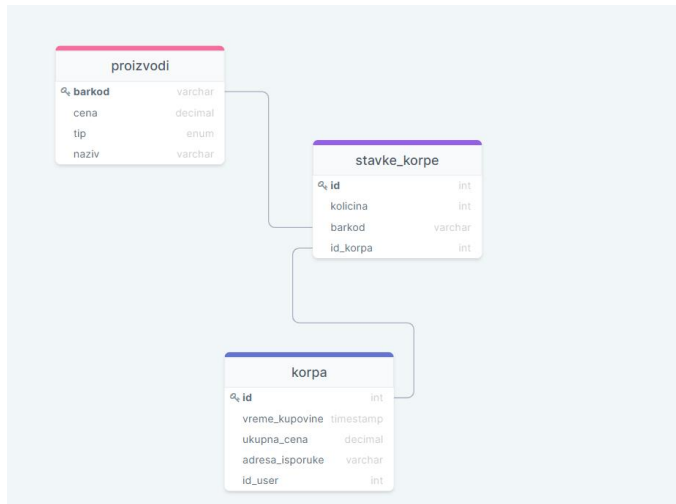 proizvodi
barkod varchar
cena decimal
tip enum
naziv varchar
stavke_korpe
id int
kolicina int
barkod varchar
id_korpa int
korpa
id int
vreme_kupovine timestamp
ukupna_cena decimal
adresa_isporuke varchar
id_user int